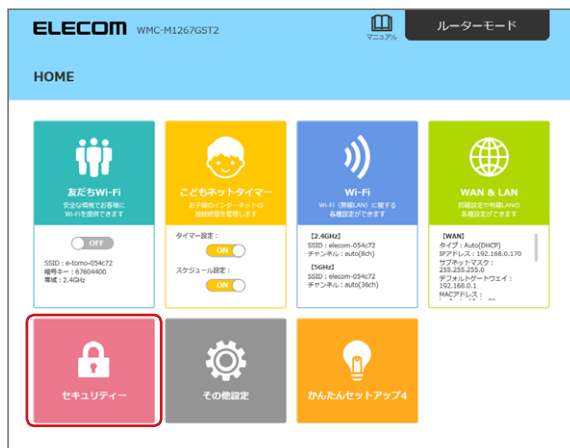 ELECOM WMC-M1267GST2
マニュアル
ルーターモード
HOME
友だちWi-Fi
安全な環境でお客様に
Wi-Fiを提供できます
OFF
SSID : e-tomo-054c72
暗号キー : 67604400
帯域 : 2.4GHz
こどもネットタイマー
お子様のインターネットの
接続時間を管理します
タイマー設定 :
ON
スケジュール設定 :
ON
Wi-Fi
Wi-Fi（無線LAN）に関する
各種設定ができます
[2.4GHz]
SSID : elecom-054c72
チャンネル : auto(8ch)
[5GHz]
SSID : elecom-054c72
チャンネル : auto(36ch)
WAN & LAN
回線設定や有線LANの
各種設定ができます
[WAN]
タイプ : Auto(DHCP)
IPアドレス : 192.168.0.170
サブネットマスク :
255.255.255.0
デフォルトゲートウェイ :
192.168.0.1
MACアドレス :
セキュリティー
その他設定
かんたんセットアップ4